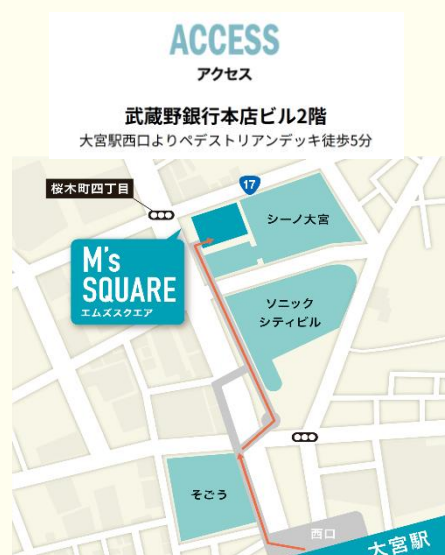 ACCESS
アクセス
武蔵野銀行本店ビル2階
大宮駅西口よりペデストリアンデッキ徒歩5分
17
桜木町四丁目
シーノ大宮
M's
SQUARE
エムズスクエア
ソニック
シティビル
そごう
西口
大宮駅